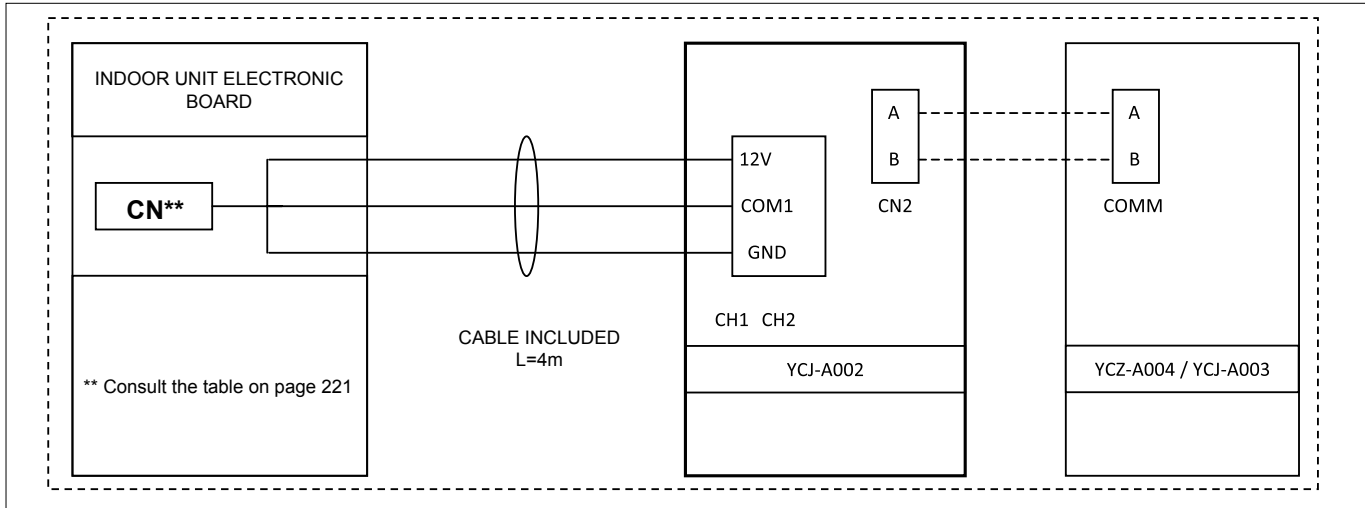 INDOOR UNIT ELECTRONIC
BOARD
CN**
** Consult the table on page 221
CABLE INCLUDED
L=4m
12V
COM1
GND
CH1 CH2
A
B
CN2
YCJ-A002
A
B
COMM
YCZ-A004 / YCJ-A003